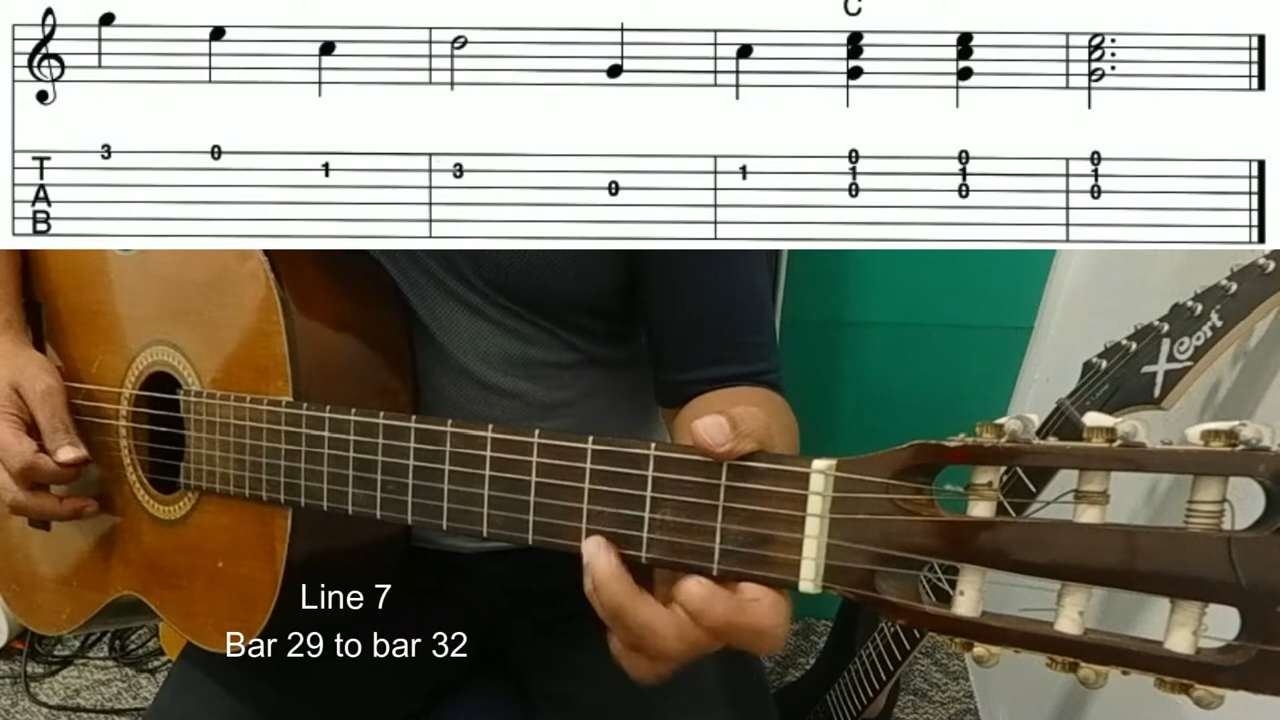 C
3 0 1 3 0 1 0 0 0
1 1 1
0 0 0
T
A
B
Cort
X
Line 7
Bar 29 to bar 32